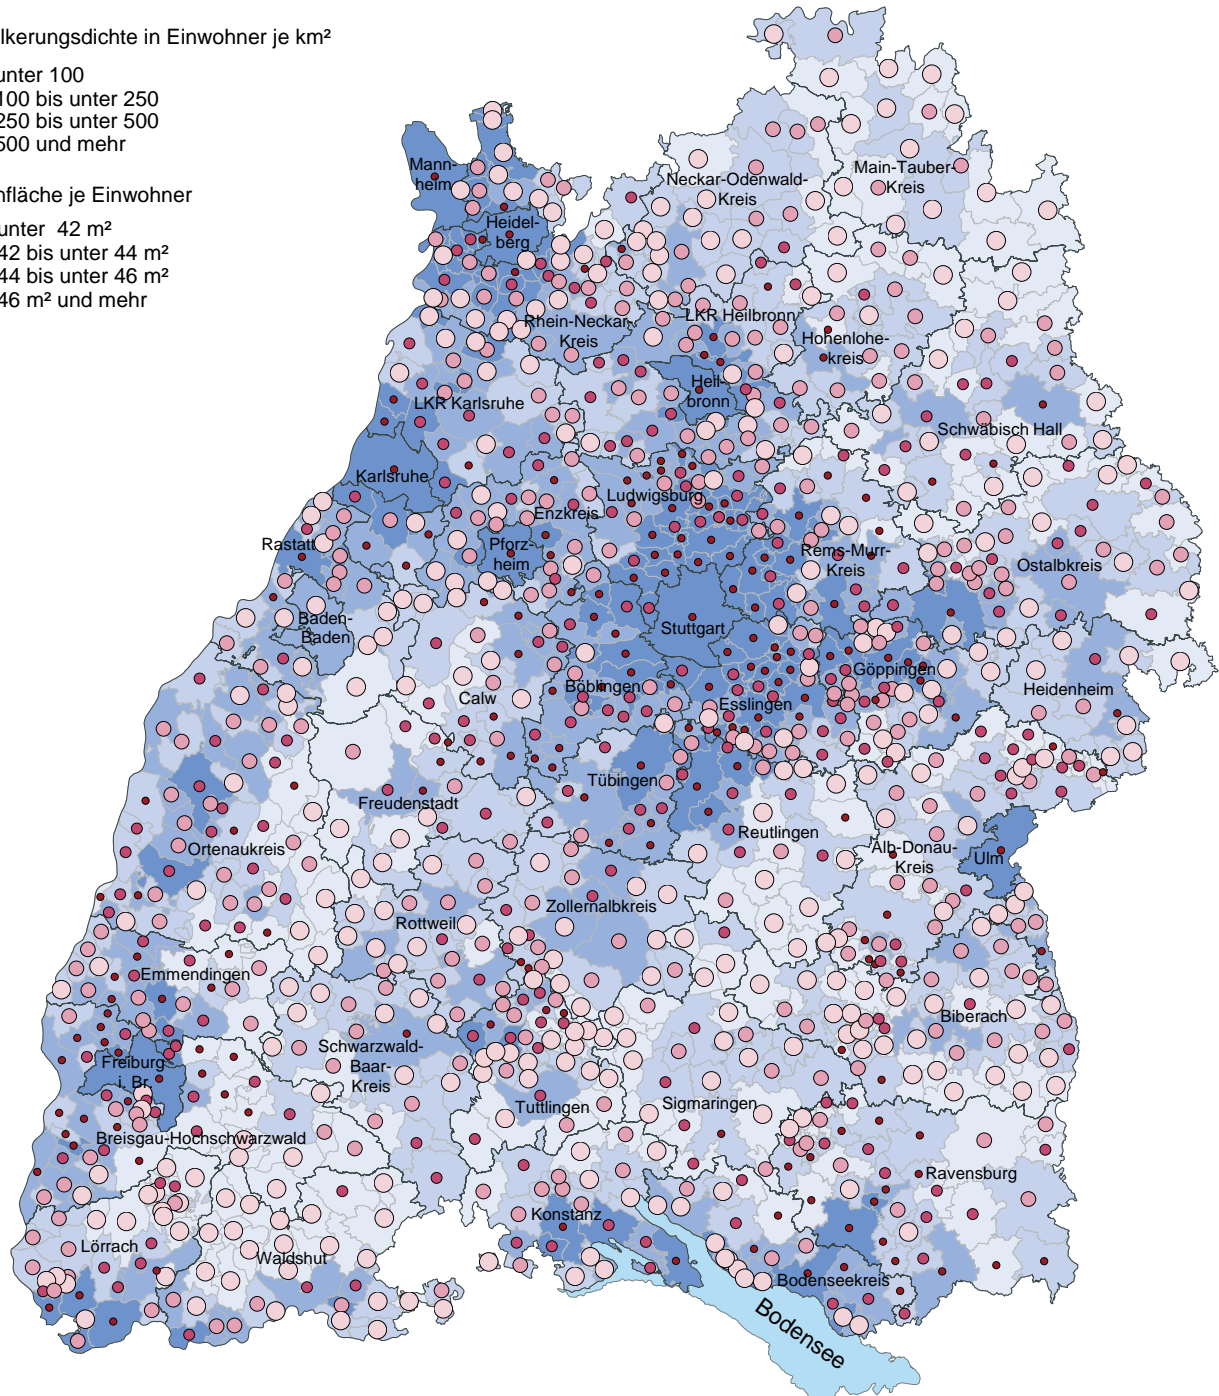 lkerungsdichte in Einwohner je km²
unter 100
100 bis unter 250
250 bis unter 500
500 und mehr
nfläche je Einwohner
unter 42 m²
42 bis unter 44 m²
44 bis unter 46 m²
46 m² und mehr
Mann-
heim
Heidel-
berg
Neckar-Odenwald-
Kreis
Main-Tauber-
Kreis
Rhein-Neckar-
Kreis
LKR Heilbronn
Hohenlohe-
kreis
Heil-
bronn
LKR Karlsruhe
Schwäbisch Hall
Karlsruhe
Ludwigsburg
Enzkreis
Rastatt
Pforz-
heim
Rems-Murr-
Kreis
Ostalbkreis
Baden-
Baden
Stuttgart
Göppingen
Calw
Böblingen
Esslingen
Heidenheim
Tübingen
Freudenstadt
Reutlingen
Ortenaukreis
Alb-Donau-
Kreis
Ulm
Zollernalbkreis
Rottweil
Emmendingen
Biberach
Schwarzwald-
Baar-
Kreis
Freiburg
i. Br.
Tuttlingen
Sigmaringen
Breisgau-Hochschwarzwald
Ravensburg
Konstanz
Lörrach
Waldshut
Bodenseekreis
Bodensee